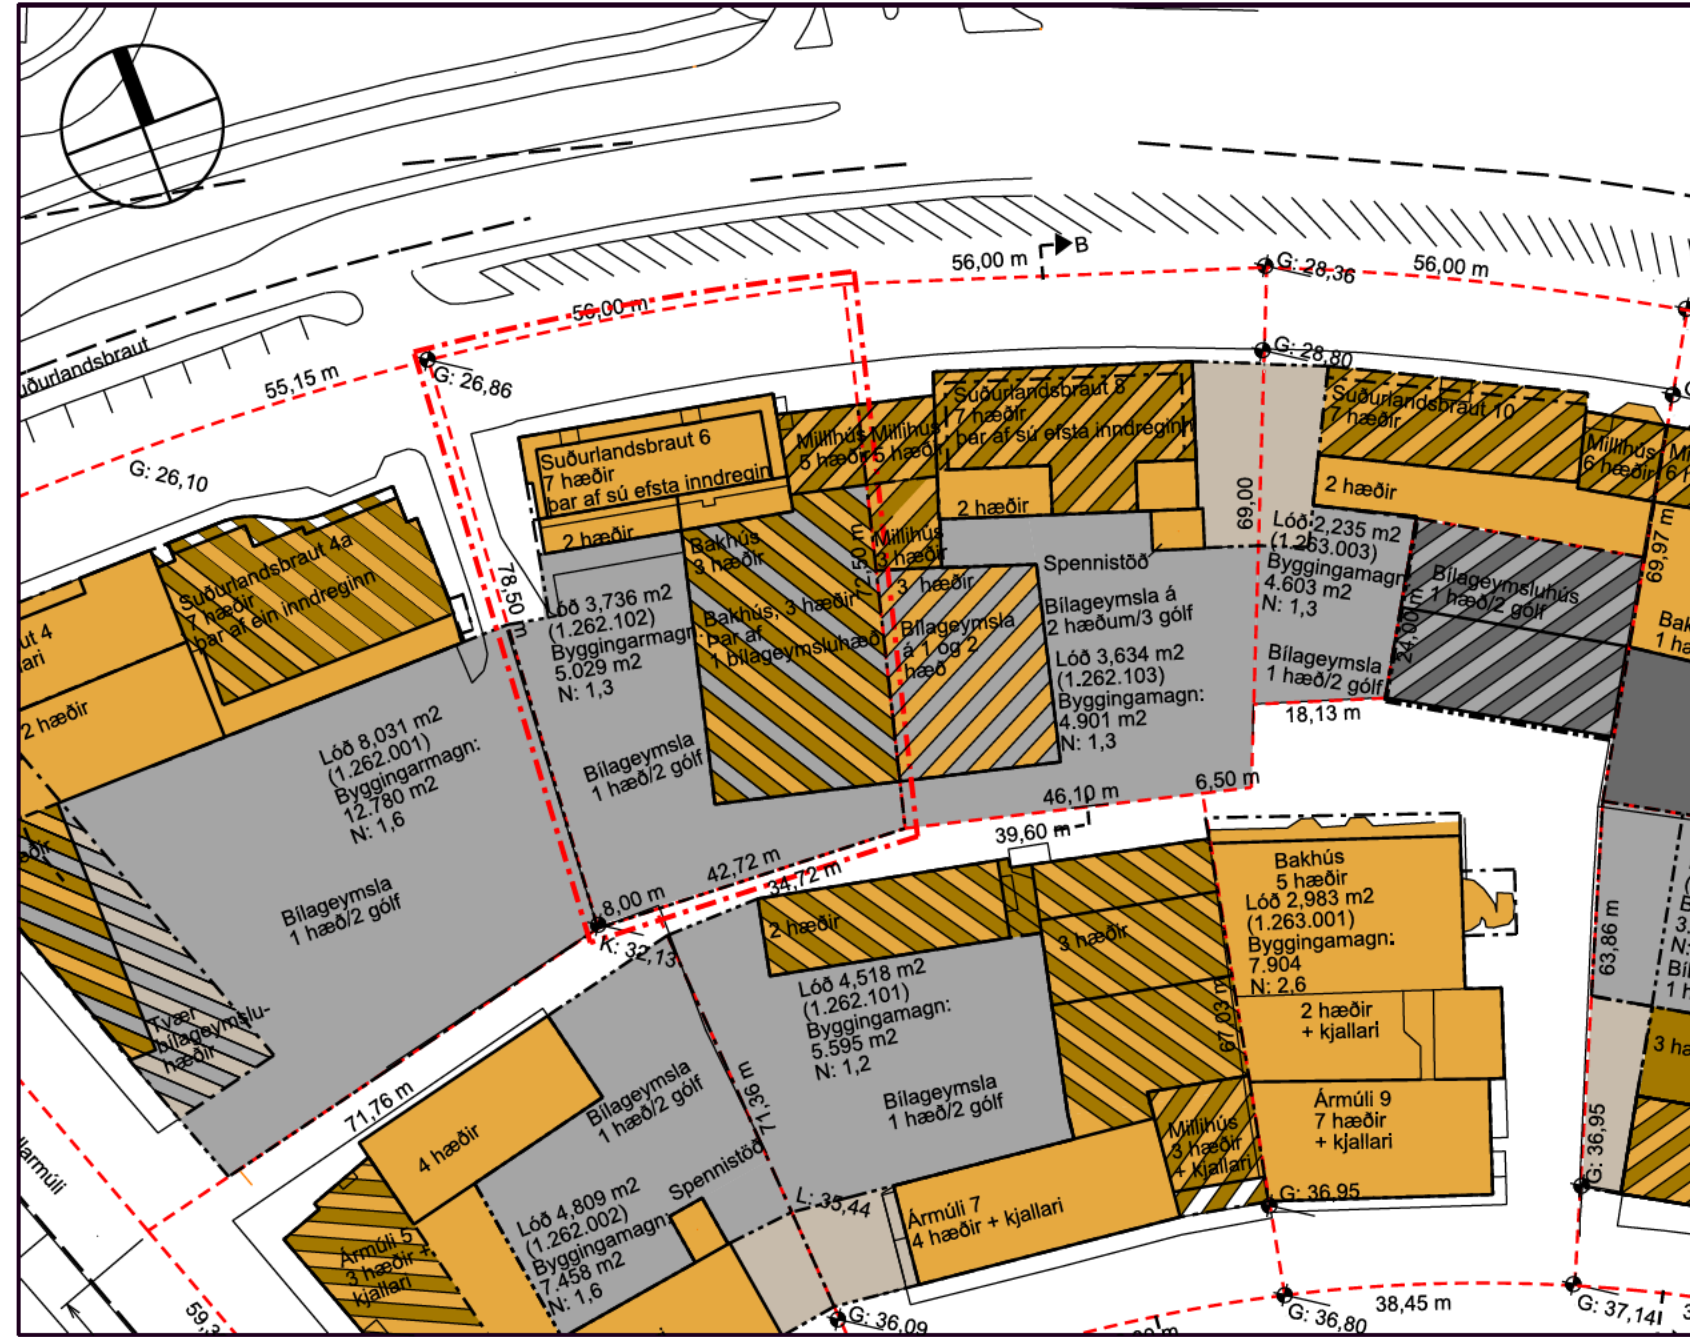 56,00 m
B
G: 28,36
56,00 m
56,00 m
G: 28,80
uðurlandsbraut
55,15 m
G: 26,86
G: 26,10
Suðurlandsbraut 6
7 hæðir
þar af sú efsta inndregin
2 hæðir
Millihús
5 hæðir
Millihús
5 hæði
Suðurlandsbraut 8
7 hæðir
þar af sú efsta inndreginn
2 hæðir
Suðurlandsbraut 10
7 hæðir
2 hæðir
Millihús
6 hæðir
69,00
69,97 m
Suðurlandsbraut 4a
7 hæðir
þar af ein inndreginn
ut 4
lari
2 hæðir
78,50 m
Bakhús
3 hæðir
72,50 m
Millihús
3 hæðir
3 hæðir
Spennistöð
Lóð 3,736 m2
(1.262.102)
Byggingarmagn:
5.029 m2
N: 1,3
Bakhús, 3 hæðir
Þar af
1 bílageymsluhæð
Bílageymsla
á 1 og 2
hæð
Bílageymsla á
2 hæðum/3 gólf
Lóð 3,634 m2
(1.262.103)
Byggingamagn:
4.901 m2
N: 1,3
Lóð 2,235 m2
(1.263.003)
Byggingamagn
4.603 m2
N: 1,3
Bílageymsla
1 hæð/2 gólf
24,00 m
Bílageymsluhús
1 hæð/2 gólf
Bak
1 hæ
18,13 m
Lóð 8,031 m2
(1.262.001)
Byggingarmagn:
12.780 m2
N: 1,6
Bílageymsla
1 hæð/2 gólf
Bílageymsla
1 hæð/2 gólf
6,50 m
46,10 m
39,60 m
42,72 m
34,72 m
8,00 m
K: 32,13
Tvær
bílageymslu-
hæðir
71,76 m
2 hæðir
3 hæðir
Lóð 4,518 m2
(1.262.101)
Byggingamagn:
5.595 m2
N: 1,2
Bílageymsla
1 hæð/2 gólf
Bakhús
5 hæðir
Lóð 2,983 m2
(1.263.001)
Byggingamagn:
7.904
N: 2,6
67,03 m
2 hæðir
+ kjallari
63,86 m
Ármúli 9
7 hæðir
+ kjallari
3 hæ
Bílageymsla
1 hæð/2 gólf
71,36 m
4 hæðir
Spennistöð
Millihús
3 hæðir
+ kjallari
G: 36,95
G: 36,95
Lóð 4,809 m2
(1.262.002)
Byggingamagn:
7.458 m2
N: 1,6
L: 35,44
Ármúli 7
4 hæðir + kjallari
Ármúli 5
3 hæðir +
kjallari
G: 36,09
G: 36,80
38,45 m
G: 37,14